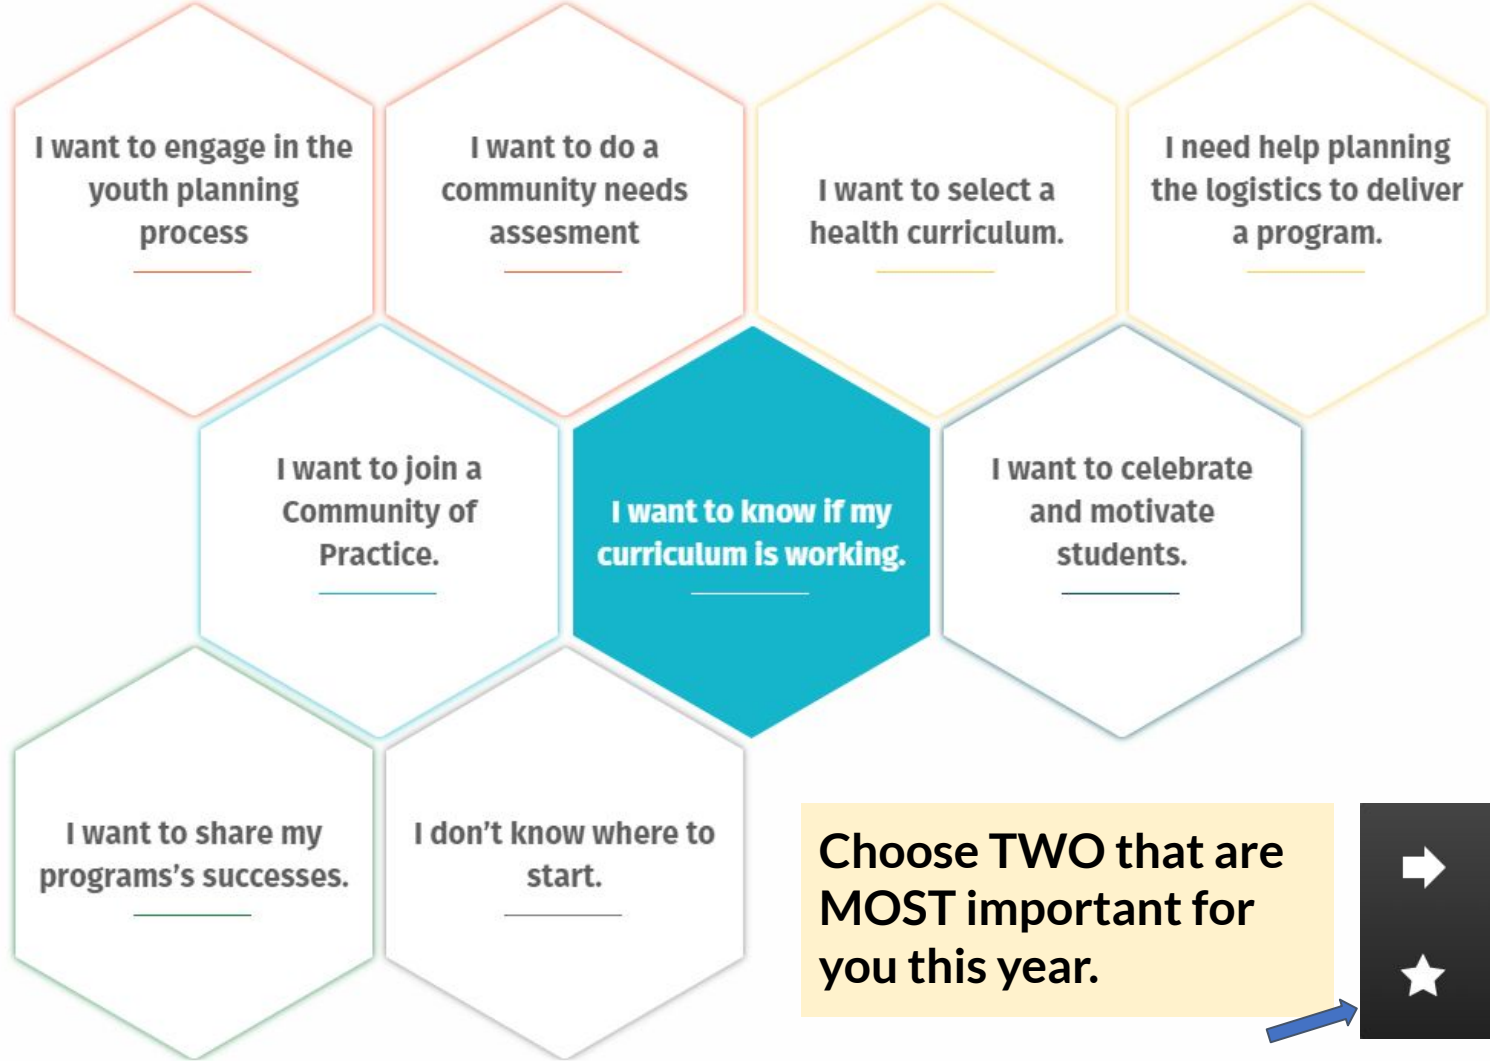 I want to engage in the
youth planning
process
I want to do a
community needs
assesment
I want to select a
health curriculum.
I need help planning
the logistics to deliver
a program.
I want to join a
Community of
Practice.
I want to know if my
curriculum is working.
I want to celebrate
and motivate
students.
I want to share my
programs's successes.
I don't know where to
start.
Choose TWO that are
MOST important for
you this year.